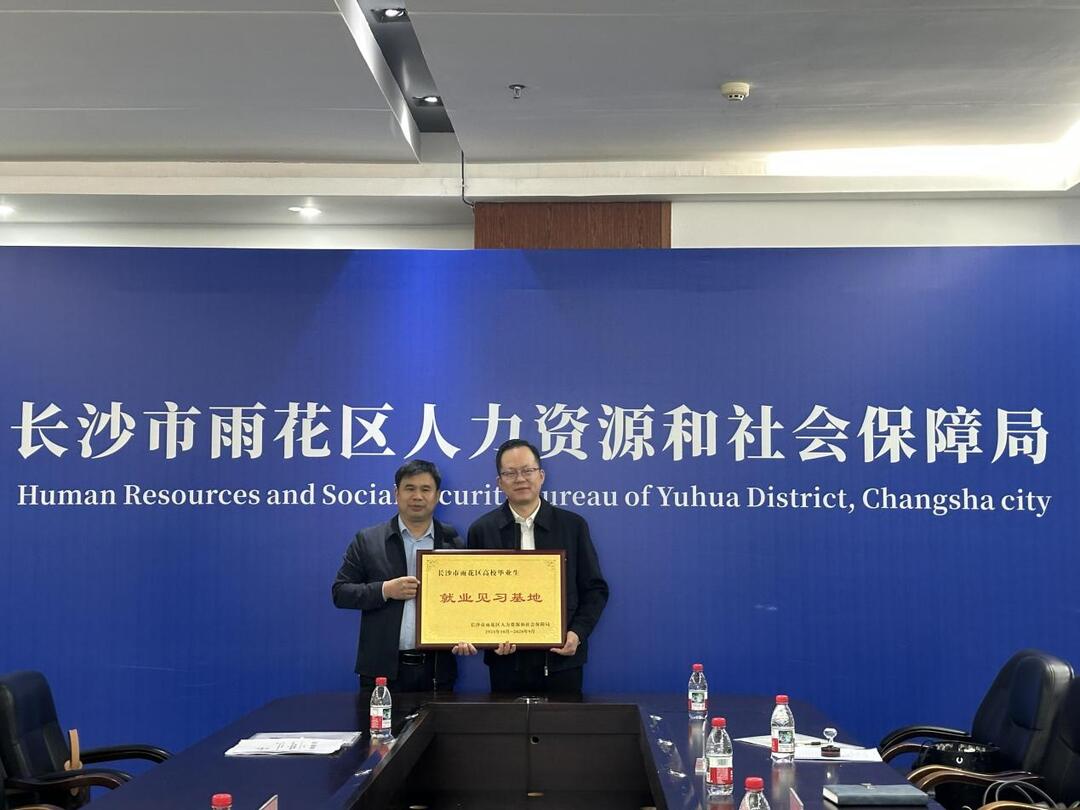 长沙市雨花区人力资源和社会保障局
Human Resources and Social Securit Bureau of Yuhua District, Changsha city
长沙市雨花区高校毕业生
就业见习基地
长沙市雨花区人力资源和社会保障局